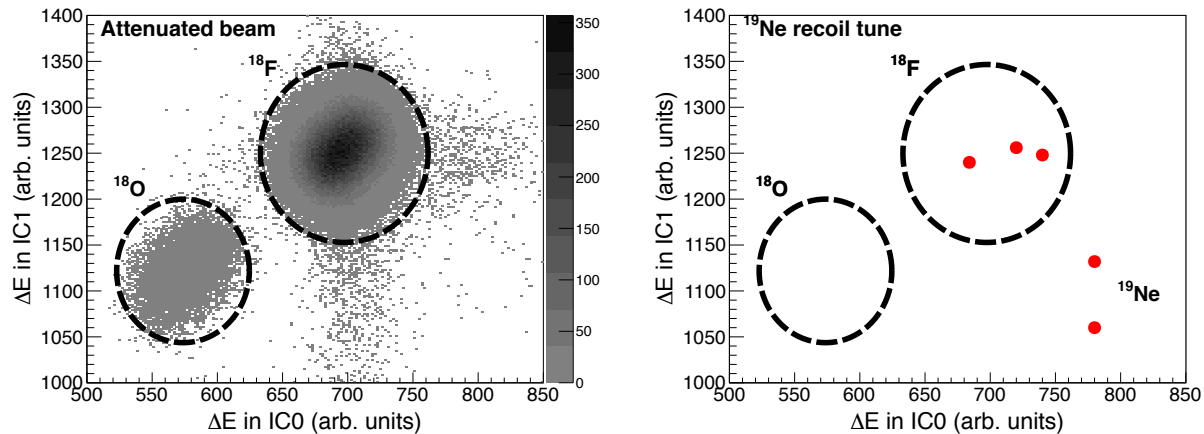 Attenuated beam
¹⁸F
¹⁸O
ΔE in IC1 (arb. units)
1400
1350
1300
1250
1200
1150
1100
1050
1000
500 550 600 650 700 750 800 850
ΔE in IC0 (arb. units)
350
300
250
200
150
100
50
0
¹⁹Ne recoil tune
¹⁸F
¹⁸O
¹⁹Ne
ΔE in IC1 (arb. units)
1400
1350
1300
1250
1200
1150
1100
1050
1000
500 550 600 650 700 750 800 850
ΔE in IC0 (arb. units)